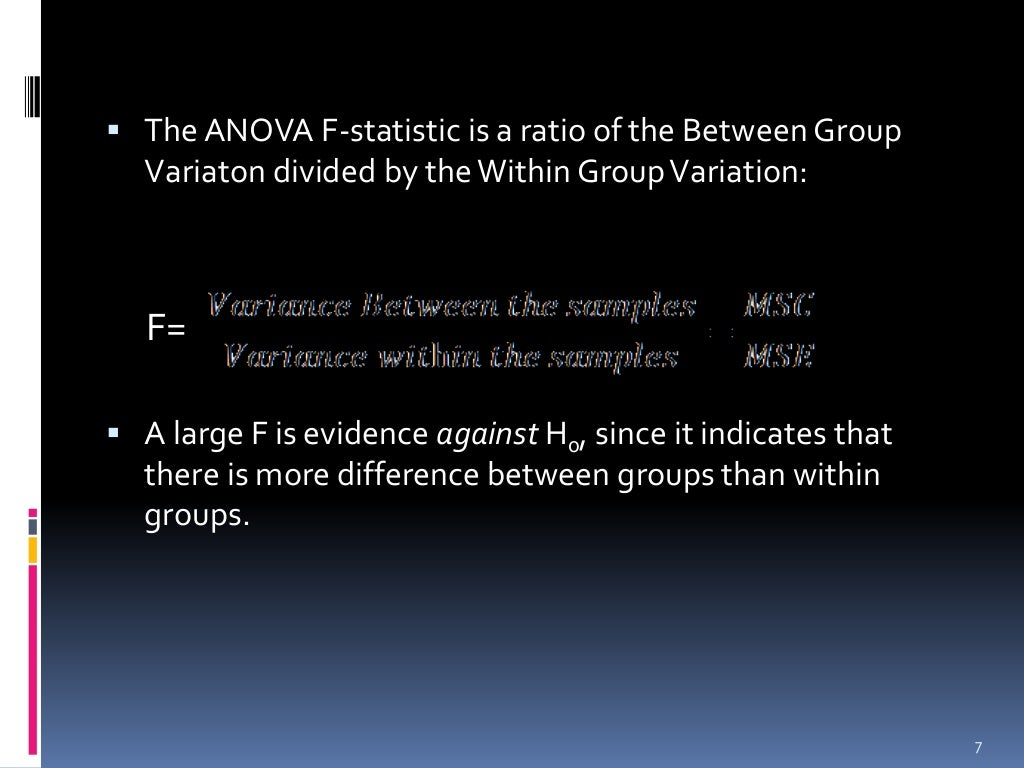 ▪ The ANOVA F-statistic is a ratio of the Between Group
Variaton divided by the Within Group Variation:
F= Variance Between the samples / Variance within the samples = MSC / MSE
▪ A large F is evidence against H₀, since it indicates that
there is more difference between groups than within
groups.
7